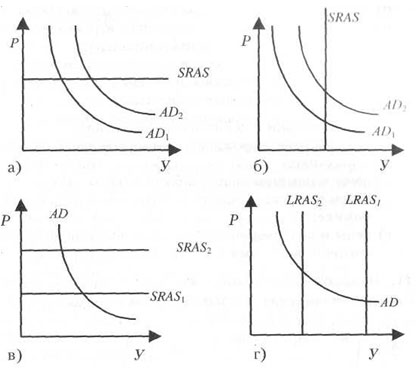 P
SRAS
AD₂
AD₁
а)
У
P
SRAS
AD₂
AD₁
б)
У
P
AD
SRAS₂
SRAS₁
в)
У
P
LRAS₂
LRAS₁
AD
г)
У